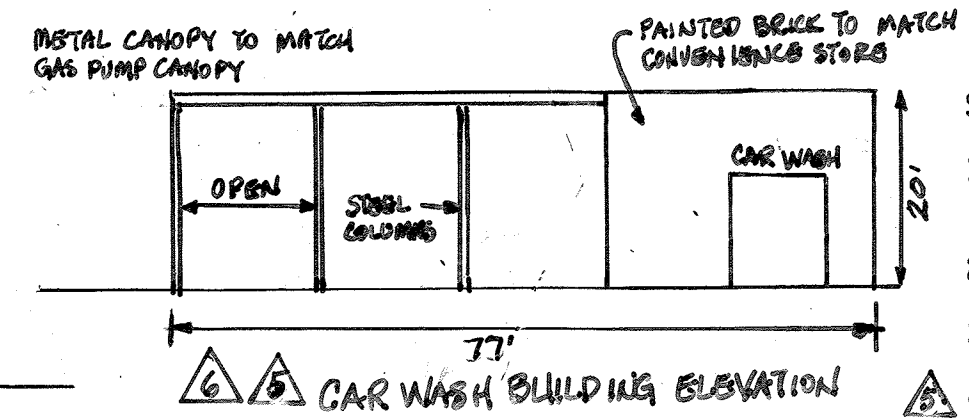 METAL CANOPY TO MATCH
GAS PUMP CANOPY
PAINTED BRICK TO MATCH
CONVENIENCE STORE
OPEN
STEEL
COLUMNS
CAR WASH
20'
77'
6 5 CAR WASH BUILDING ELEVATION
5